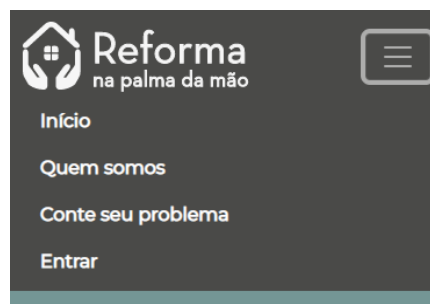 Reforma
na palma da mão
Início
Quem somos
Conte seu problema
Entrar